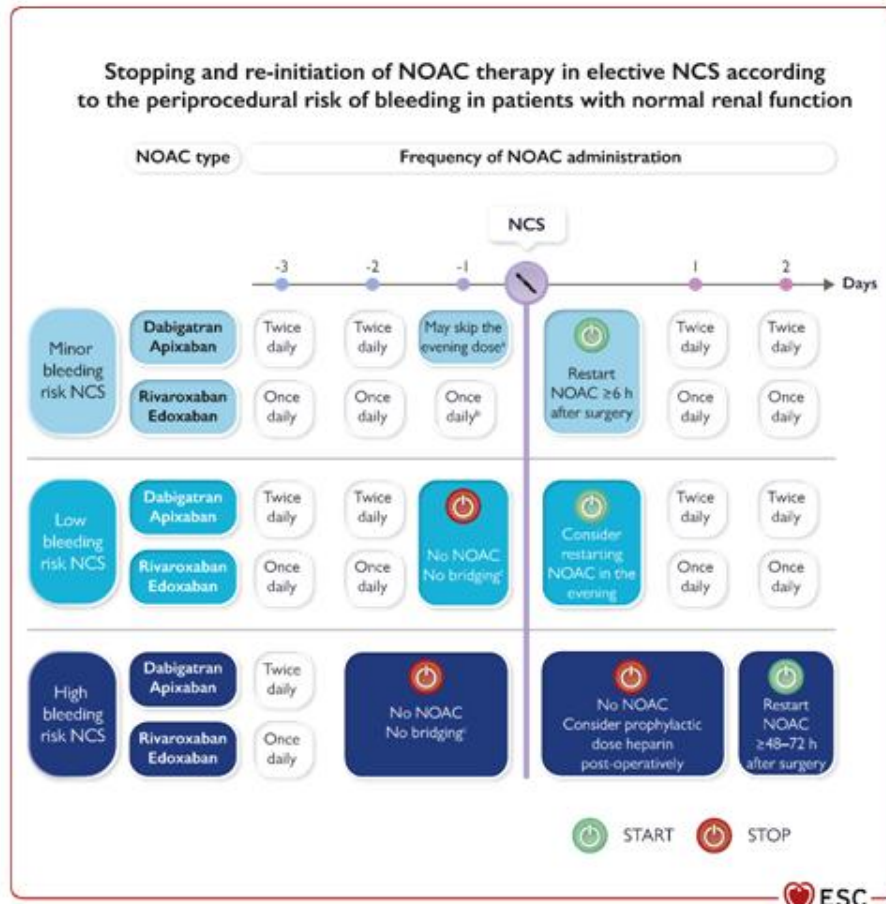 Stopping and re-initiation of NOAC therapy in elective NCS according
to the periprocedural risk of bleeding in patients with normal renal function
NOAC type
Frequency of NOAC administration
NCS
-3
-2
-1
1
2
Days
Minor
bleeding
risk NCS
Dabigatran
Apixaban
Twice
daily
Twice
daily
May skip the
evening doseᵃ
Restart
NOAC ≥6 h
after surgery
Twice
daily
Twice
daily
Rivaroxaban
Edoxaban
Once
daily
Once
daily
Once
dailyᵇ
Once
daily
Once
daily
Low
bleeding
risk NCS
Dabigatran
Apixaban
Twice
daily
Twice
daily
No NOAC
No bridgingᶜ
Consider
restarting
NOAC in the
evening
Twice
daily
Twice
daily
Rivaroxaban
Edoxaban
Once
daily
Once
daily
Once
daily
Once
daily
High
bleeding
risk NCS
Dabigatran
Apixaban
Twice
daily
No NOAC
No bridgingᶜ
No NOAC
Consider prophylactic
dose heparin
post-operatively
Restart
NOAC
≥48–72 h
after surgery
Rivaroxaban
Edoxaban
Once
daily
START
STOP
ESC